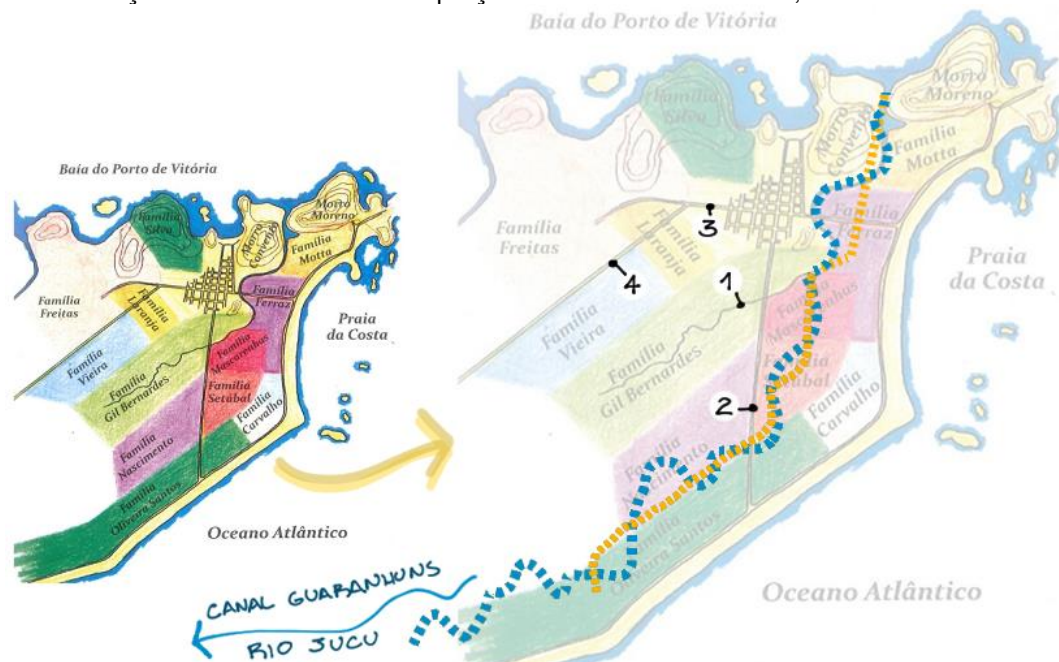 Baía do Porto de Vitória
Família
Silva
Morro
Moreno
Morro
Convento
Família
Motta
Família
Freitas
Família
Laranja
Família
Ferraz
Praia
da Costa
Família
Vieira
Família
Gil Bernardes
Família
Mascarenhas
Família
Setúbal
Família
Carvalho
Família
Nascimento
Família
Oliveira Santos
Oceano Atlântico
CANAL GUARANHUNS
RIO JUCU
Baía do Porto de Vitória
Família
Silva
Morro
Moreno
Morro
Convento
Família
Motta
3
Família
Freitas
Família
Laranja
Família
Ferraz
Praia
da Costa
4
1
Família
Vieira
Família
Mascarenhas
Família
Gil Bernardes
Família
Setúbal
2
Família
Carvalho
Família
Nascimento
Família
Oliveira Santos
Oceano Atlântico